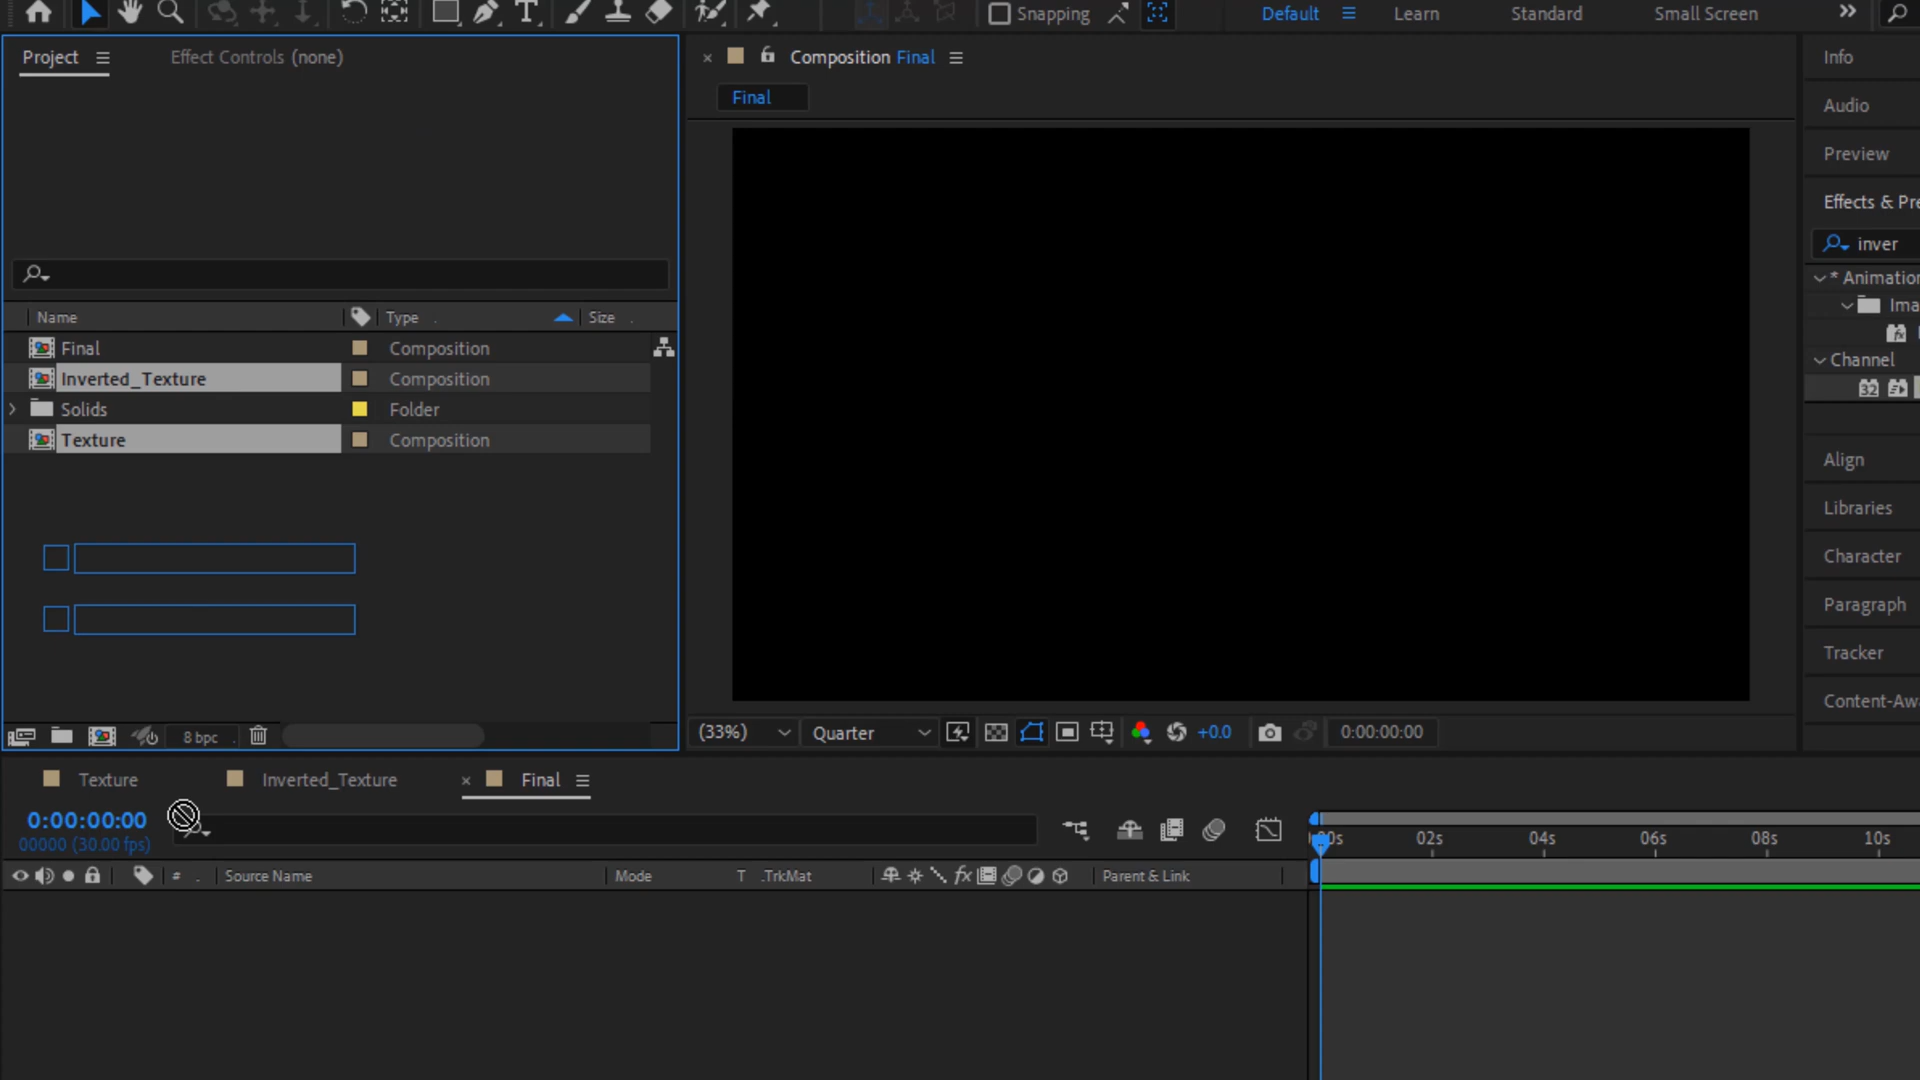 Snapping
Default
Learn
Standard
Small Screen
Project
Effect Controls (none)
Composition Final
Final
Info
Audio
Preview
Effects & Pre
inver
* Animation
Ima
Channel
32
Align
Libraries
Character
Paragraph
Tracker
Content-Aw
Name
Type
Size
Final
Composition
Inverted_Texture
Composition
Solids
Folder
Texture
Composition
8 bpc
(33%)
Quarter
+0.0
0:00:00:00
Texture
Inverted_Texture
Final
0:00:00:00
00000 (30.00 fps)
00s
02s
04s
06s
08s
10s
#
Source Name
Mode
T .TrkMat
fx
Parent & Link